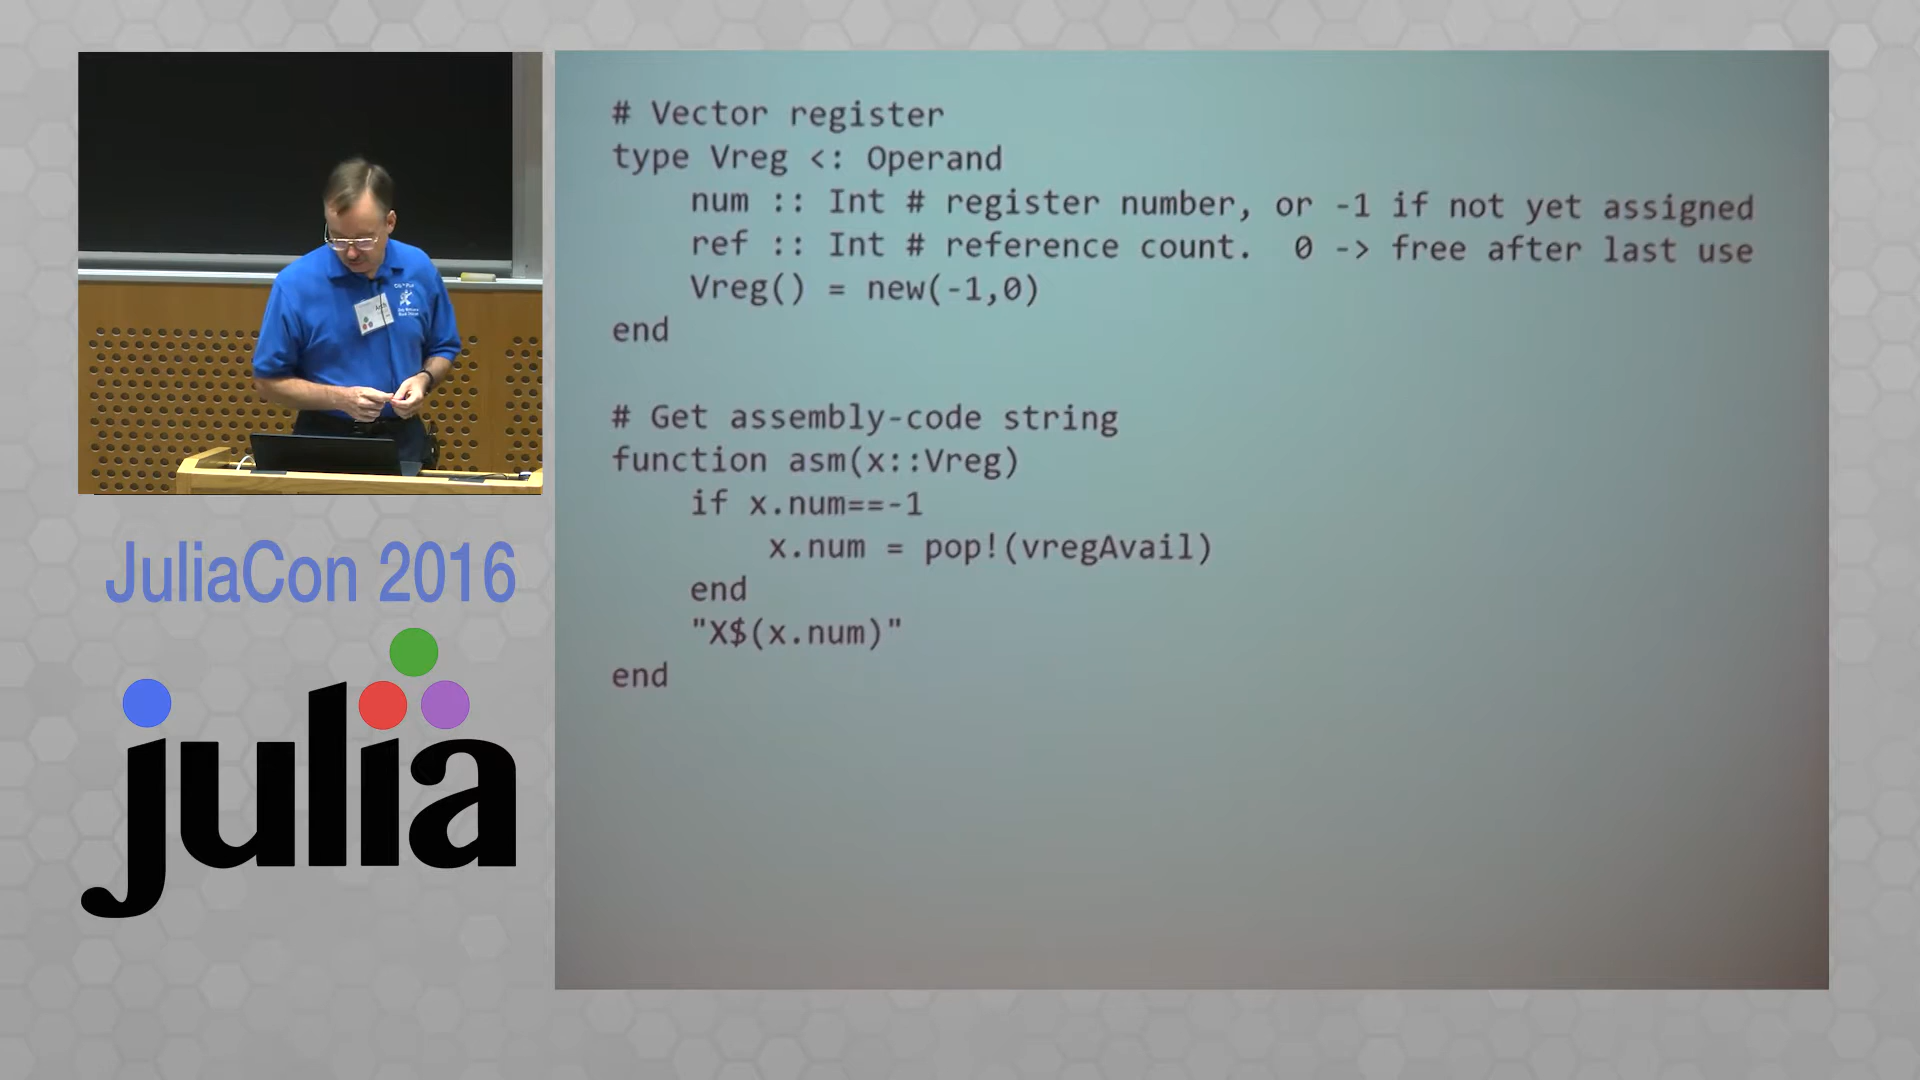 # Vector register
type Vreg <: Operand
    num :: Int # register number, or -1 if not yet assigned
    ref :: Int # reference count.  0 -> free after last use
    Vreg() = new(-1,0)
end

# Get assembly-code string
function asm(x::Vreg)
    if x.num==-1
        x.num = pop!(vregAvail)
    end
    "X$(x.num)"
end
JuliaCon 2016
julia